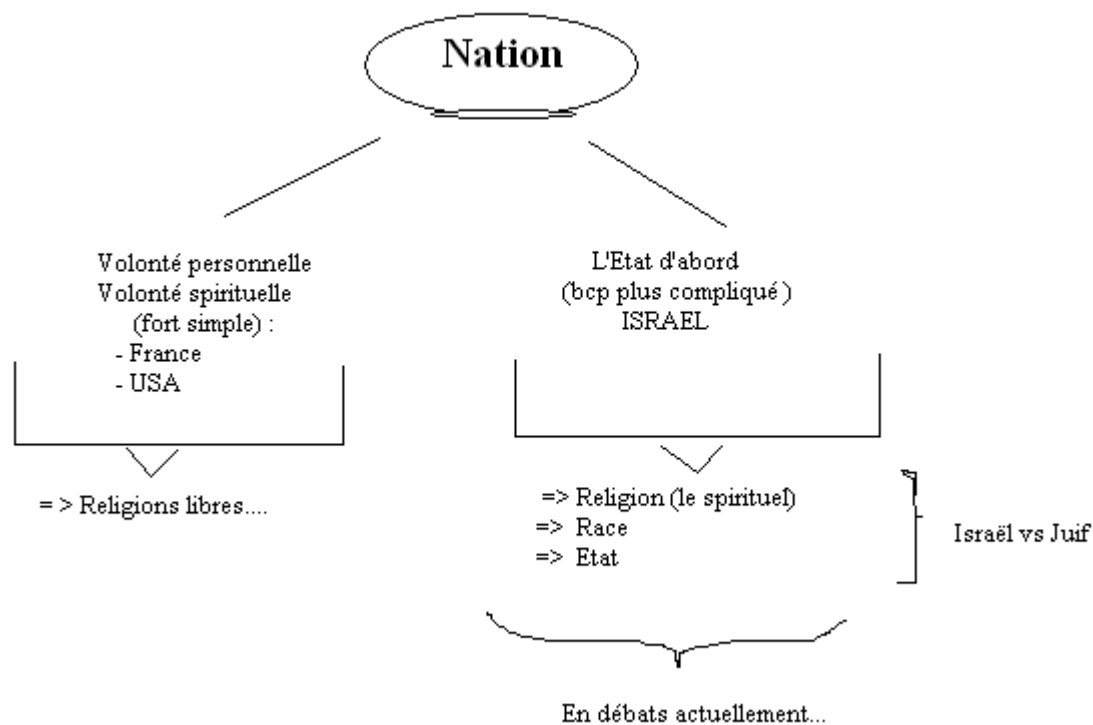 Nation
Volonté personnelle
Volonté spirituelle
(fort simple) :
- France
- USA
= > Religions libres....
L'Etat d'abord
(bcp plus compliqué )
ISRAEL
=> Religion (le spirituel)
=> Race
=> Etat
Israël vs Juif
En débats actuellement...